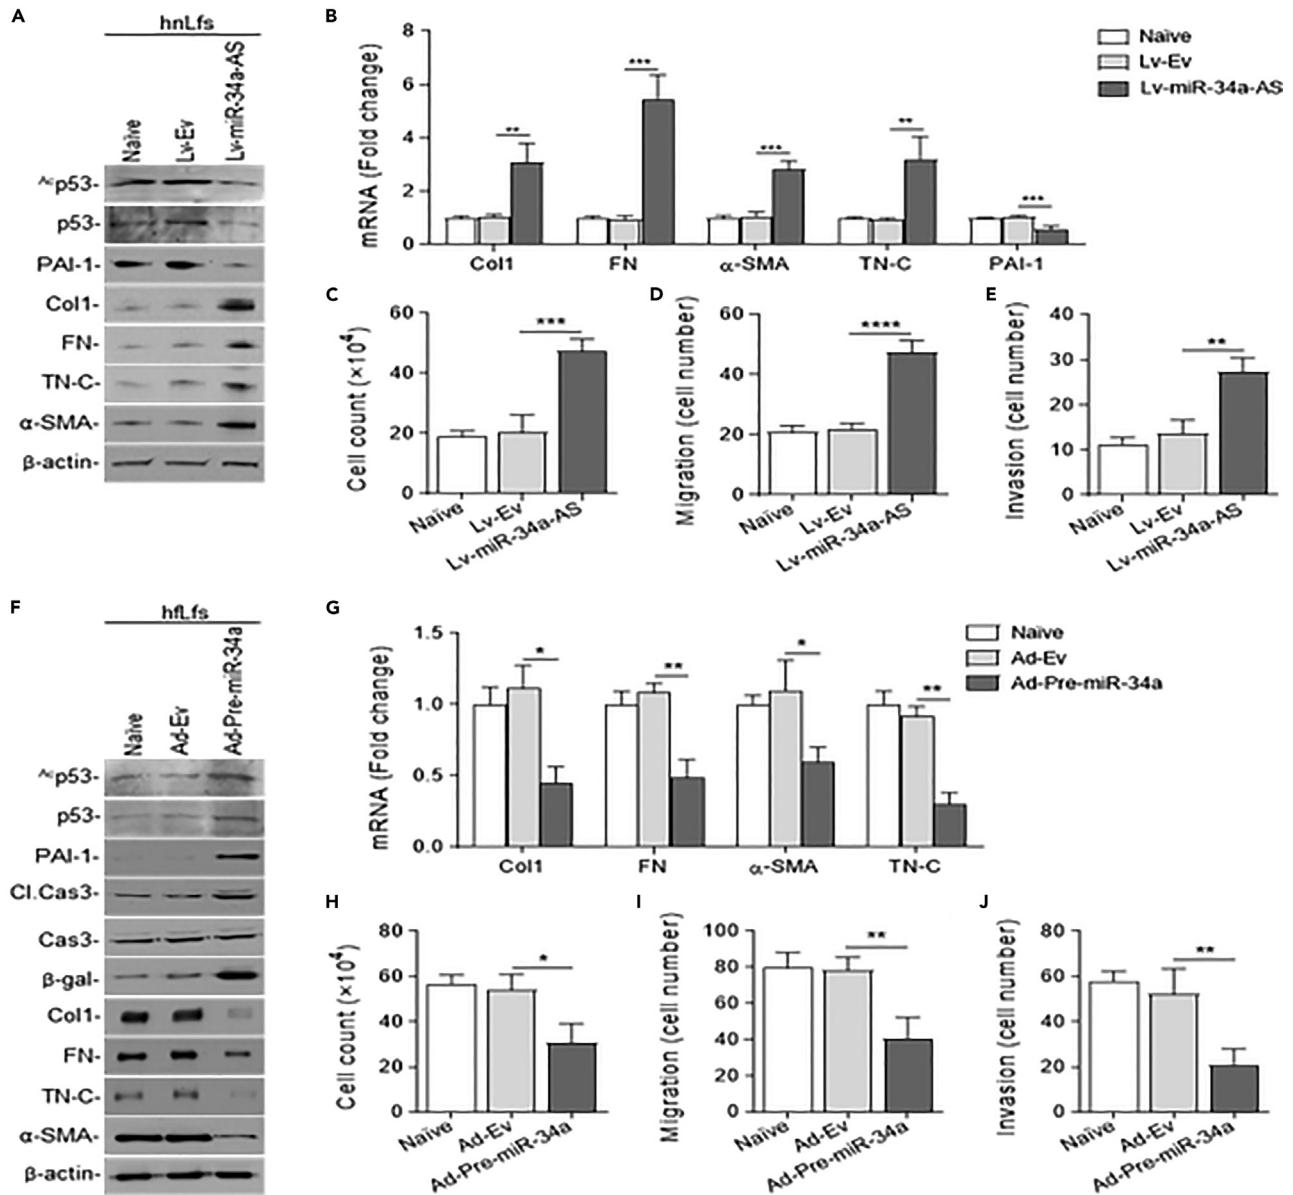 A
hnLfs
Naïve
Lv-Ev
Lv-miR-34a-AS
Acp53-
p53-
PAI-1-
Col1-
FN-
TN-C-
α-SMA-
β-actin-
B
mRNA (Fold change)
8
6
4
2
0
**
***
***
**
***
Col1
FN
α-SMA
TN-C
PAI-1
Naïve
Lv-Ev
Lv-miR-34a-AS
C
Cell count (×10⁴)
60
40
20
0
***
Naïve
Lv-Ev
Lv-miR-34a-AS
D
Migration (cell number)
60
40
20
0
****
Naïve
Lv-Ev
Lv-miR-34a-AS
E
Invasion (cell number)
40
30
20
10
0
**
Naïve
Lv-Ev
Lv-miR-34a-AS
F
hfLfs
Naïve
Ad-Ev
Ad-Pre-miR-34a
Acp53-
p53-
PAI-1-
Cl.Cas3-
Cas3-
β-gal-
Col1-
FN-
TN-C-
α-SMA-
β-actin-
G
mRNA (Fold change)
1.5
1.0
0.5
0.0
*
**
*
**
Col1
FN
α-SMA
TN-C
Naïve
Ad-Ev
Ad-Pre-miR-34a
H
Cell count (×10⁴)
80
60
40
20
0
*
Naïve
Ad-Ev
Ad-Pre-miR-34a
I
Migration (cell number)
100
80
60
40
20
0
**
Naïve
Ad-Ev
Ad-Pre-miR-34a
J
Invasion (cell number)
80
60
40
20
0
**
Naïve
Ad-Ev
Ad-Pre-miR-34a